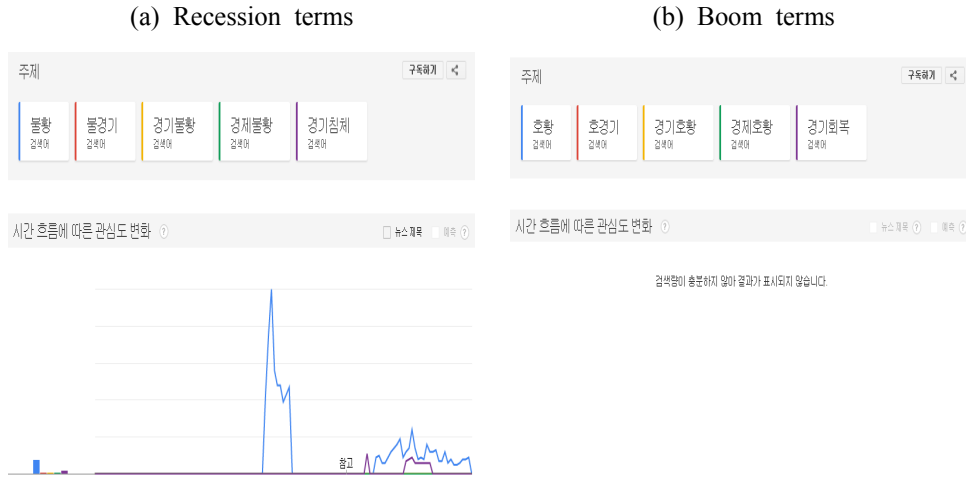 (a) Recession terms
주제
구독하기
불황
검색어
불경기
검색어
경기불황
검색어
경제불황
검색어
경기침체
검색어
시간 흐름에 따른 관심도 변화 ?
뉴스 제목
예측 ?
참고
(b) Boom terms
주제
구독하기
호황
검색어
호경기
검색어
경기호황
검색어
경제호황
검색어
경기회복
검색어
시간 흐름에 따른 관심도 변화 ?
뉴스 제목 ?
예측 ?
검색량이 충분하지 않아 결과가 표시되지 않습니다.